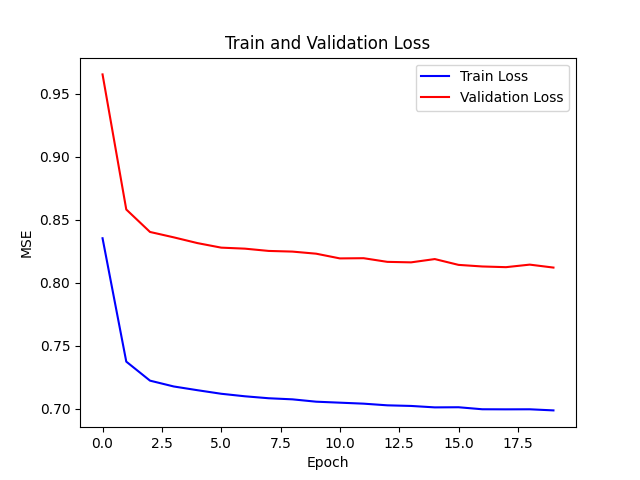 Train and Validation Loss
Train Loss
Validation Loss
MSE
0.95
0.90
0.85
0.80
0.75
0.70
0.0 2.5 5.0 7.5 10.0 12.5 15.0 17.5
Epoch